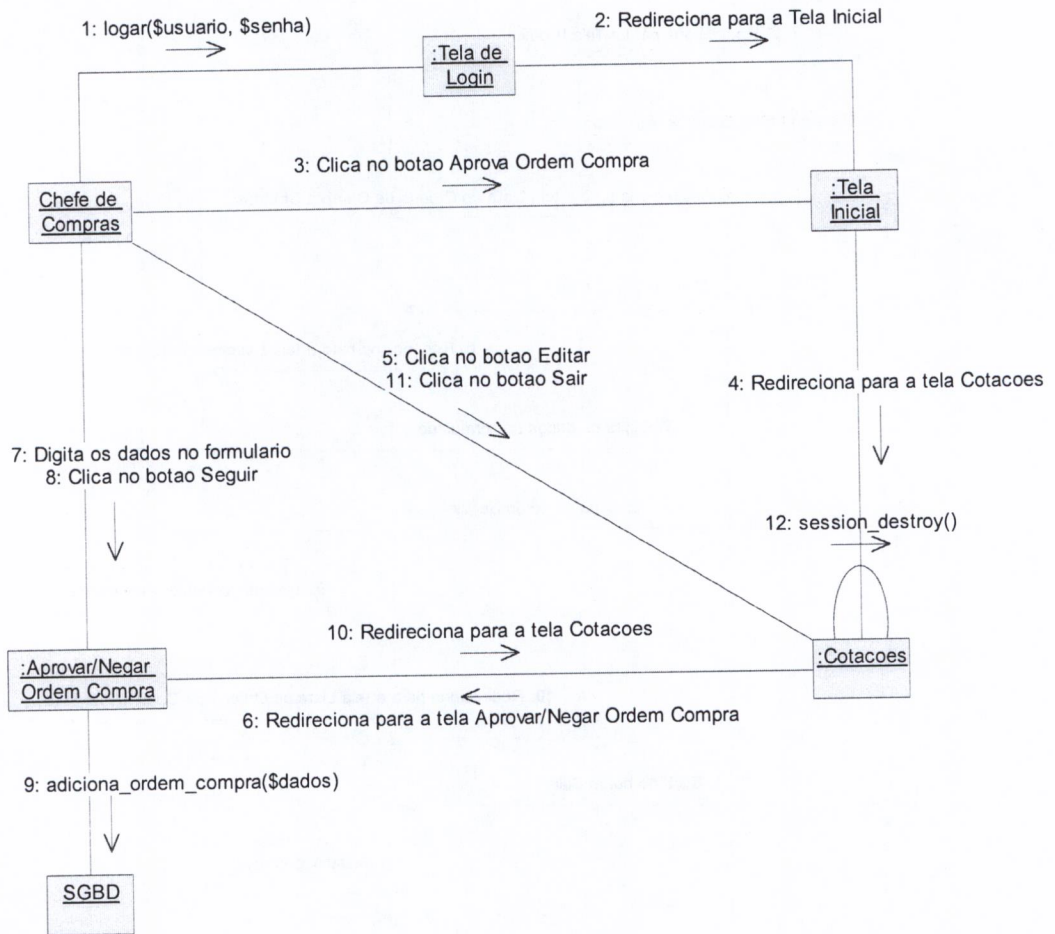 1: logar($usuario, $senha)
2: Redireciona para a Tela Inicial
:Tela de
Login
3: Clica no botao Aprova Ordem Compra
Chefe de
Compras
:Tela
Inicial
5: Clica no botao Editar
11: Clica no botao Sair
4: Redireciona para a tela Cotacoes
7: Digita os dados no formulario
8: Clica no botao Seguir
12: session_destroy()
10: Redireciona para a tela Cotacoes
:Aprovar/Negar
Ordem Compra
:Cotacoes
6: Redireciona para a tela Aprovar/Negar Ordem Compra
9: adiciona_ordem_compra($dados)
SGBD